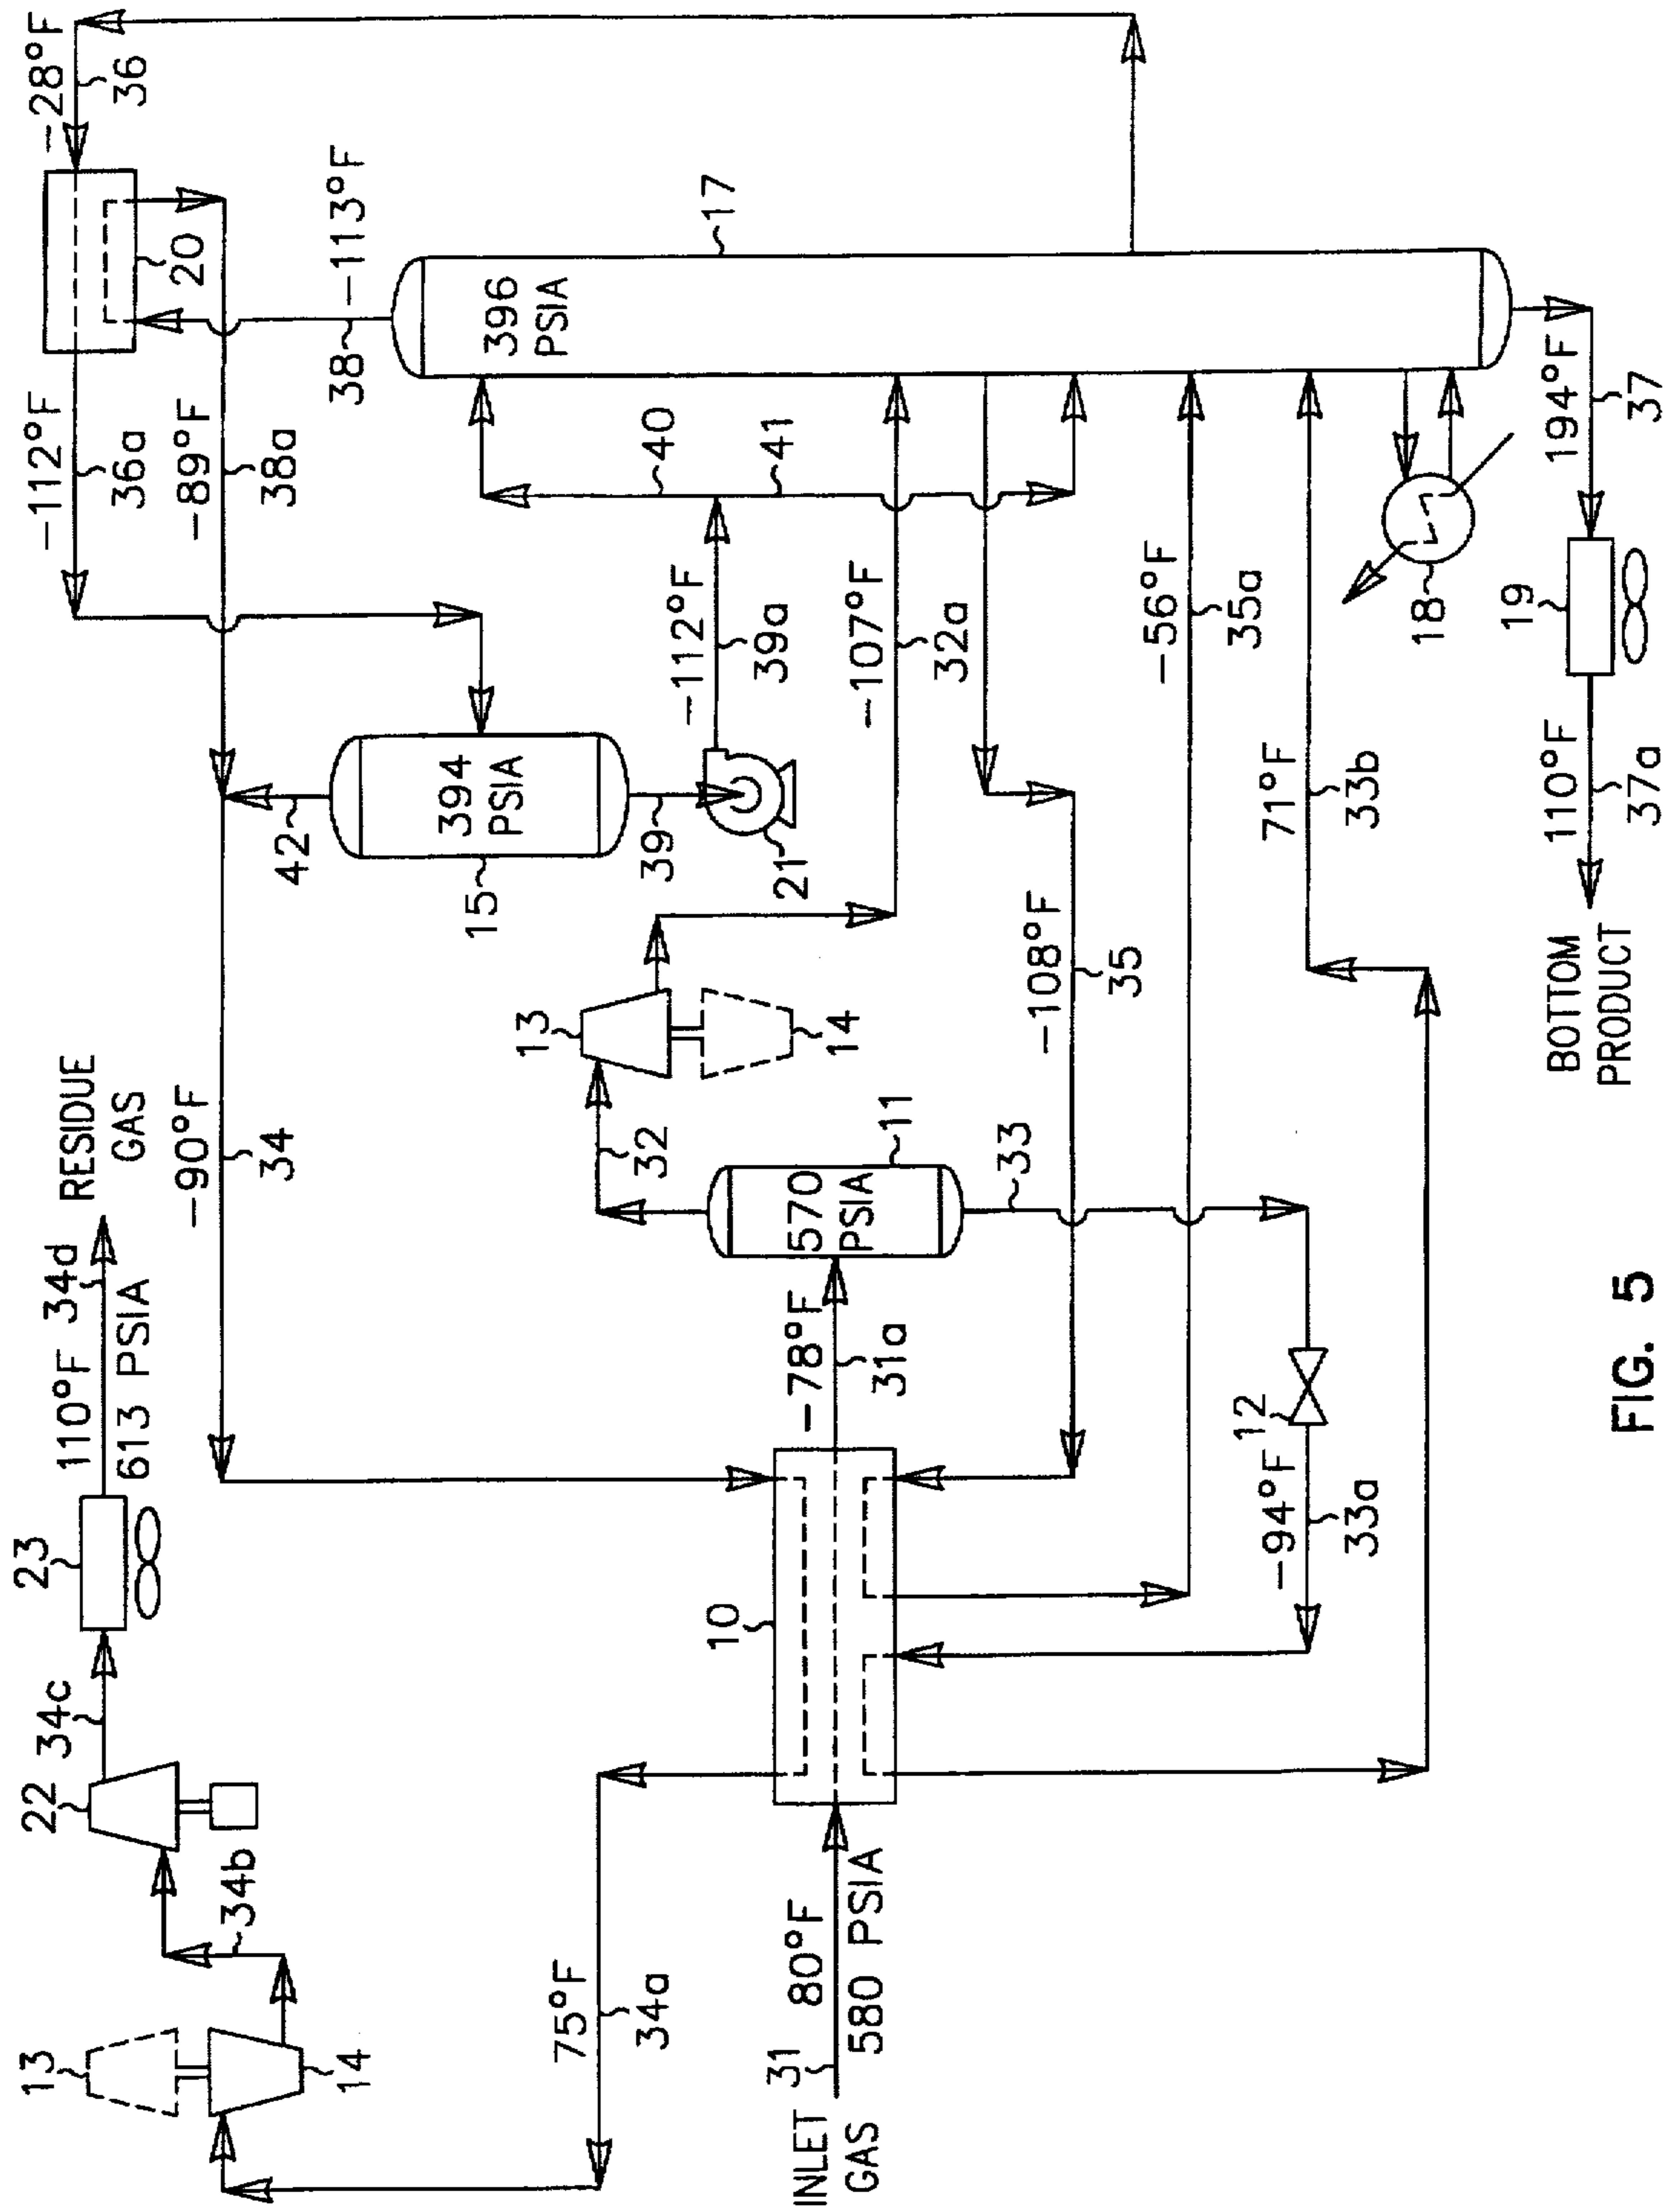 13
14
34b
22
34c
23
110°F 34d
613 PSIA
RESIDUE
GAS
-90°F
34
75°F
34a
INLET
GAS
31 80°F
580 PSIA
10
-78°F
31a
570
PSIA
11
32
33
13
14
-94°F
12
33a
-108°F
35
15
394
PSIA
42
39
21
-112°F
39a
-107°F
32a
40
41
-112°F
36a
-89°F
38a
20
-28°F
36
38
-113°F
396
PSIA
17
-56°F
35a
71°F
33b
18
194°F
37
19
110°F
37a
BOTTOM
PRODUCT
FIG. 5